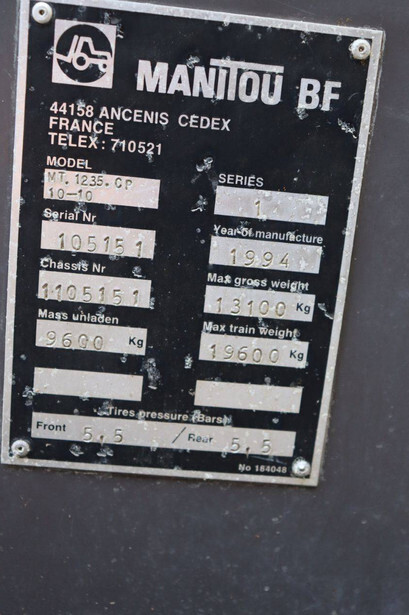 MANITOU BF
44158 ANCENIS CEDEX
FRANCE
TELEX : 710521
MODEL
MT. 1235. CP
10-10
SERIES
1
Serial Nr
105151
Year of manufacture
1994
Chassis Nr
1105151
Max gross weight
13100 Kg
Mass unladen
9600 Kg
Max train weight
19600 Kg
Tires pressure (Bars)
Front 5,5 / Rear 5,5
No 184048